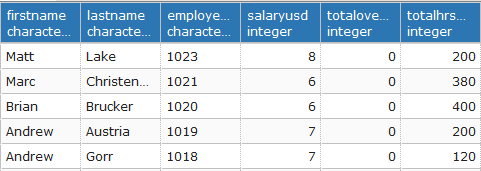 firstname lastname employe... salaryusd totalove... totalhrs...
characte... characte... characte... integer integer integer
Matt Lake 1023 8 0 200
Marc Christen... 1021 6 0 380
Brian Brucker 1020 6 0 400
Andrew Austria 1019 7 0 200
Andrew Gorr 1018 7 0 120